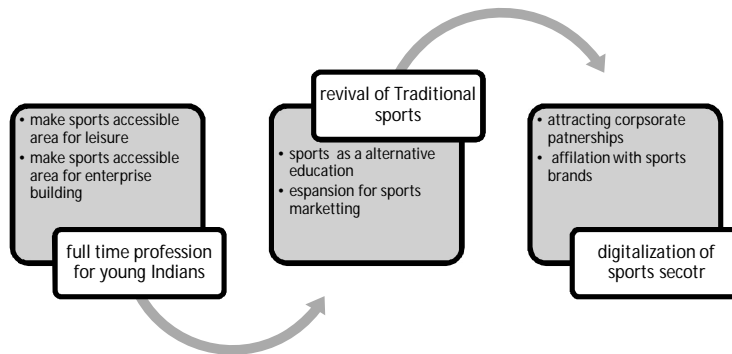 • make sports accessible
area for leisure
• make sports accessible
area for enterprise
building
full time profession
for young Indians
revival of Traditional
sports
• sports as a alternative
education
• espansion for sports
marketting
• attracting corpsorate
patnerships
• affilation with sports
brands
digitalization of
sports secotr